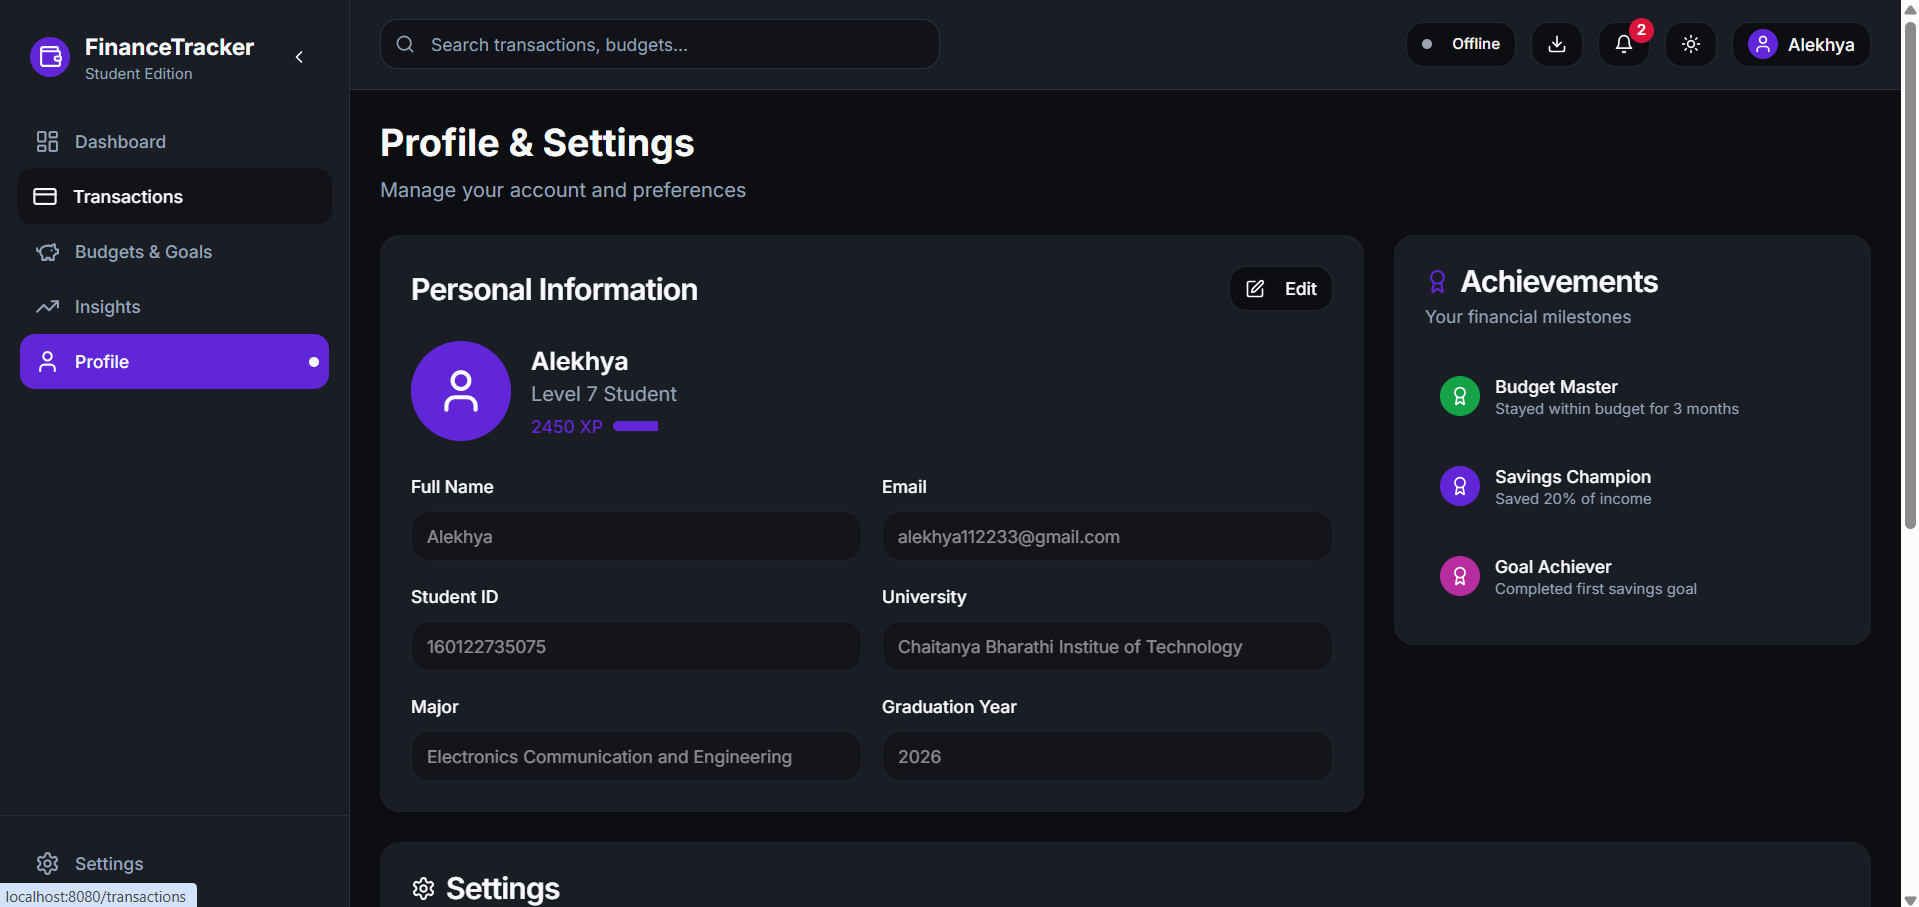 FinanceTracker
Student Edition
Search transactions, budgets...
Offline
2
Alekhya
Dashboard
Transactions
Budgets & Goals
Insights
Profile
Settings
localhost:8080/transactions
Profile & Settings
Manage your account and preferences
Personal Information
Edit
Alekhya
Level 7 Student
2450 XP
Full Name
Alekhya
Email
alekhya112233@gmail.com
Student ID
160122735075
University
Chaitanya Bharathi Institue of Technology
Major
Electronics Communication and Engineering
Graduation Year
2026
Achievements
Your financial milestones
Budget Master
Stayed within budget for 3 months
Savings Champion
Saved 20% of income
Goal Achiever
Completed first savings goal
Settings